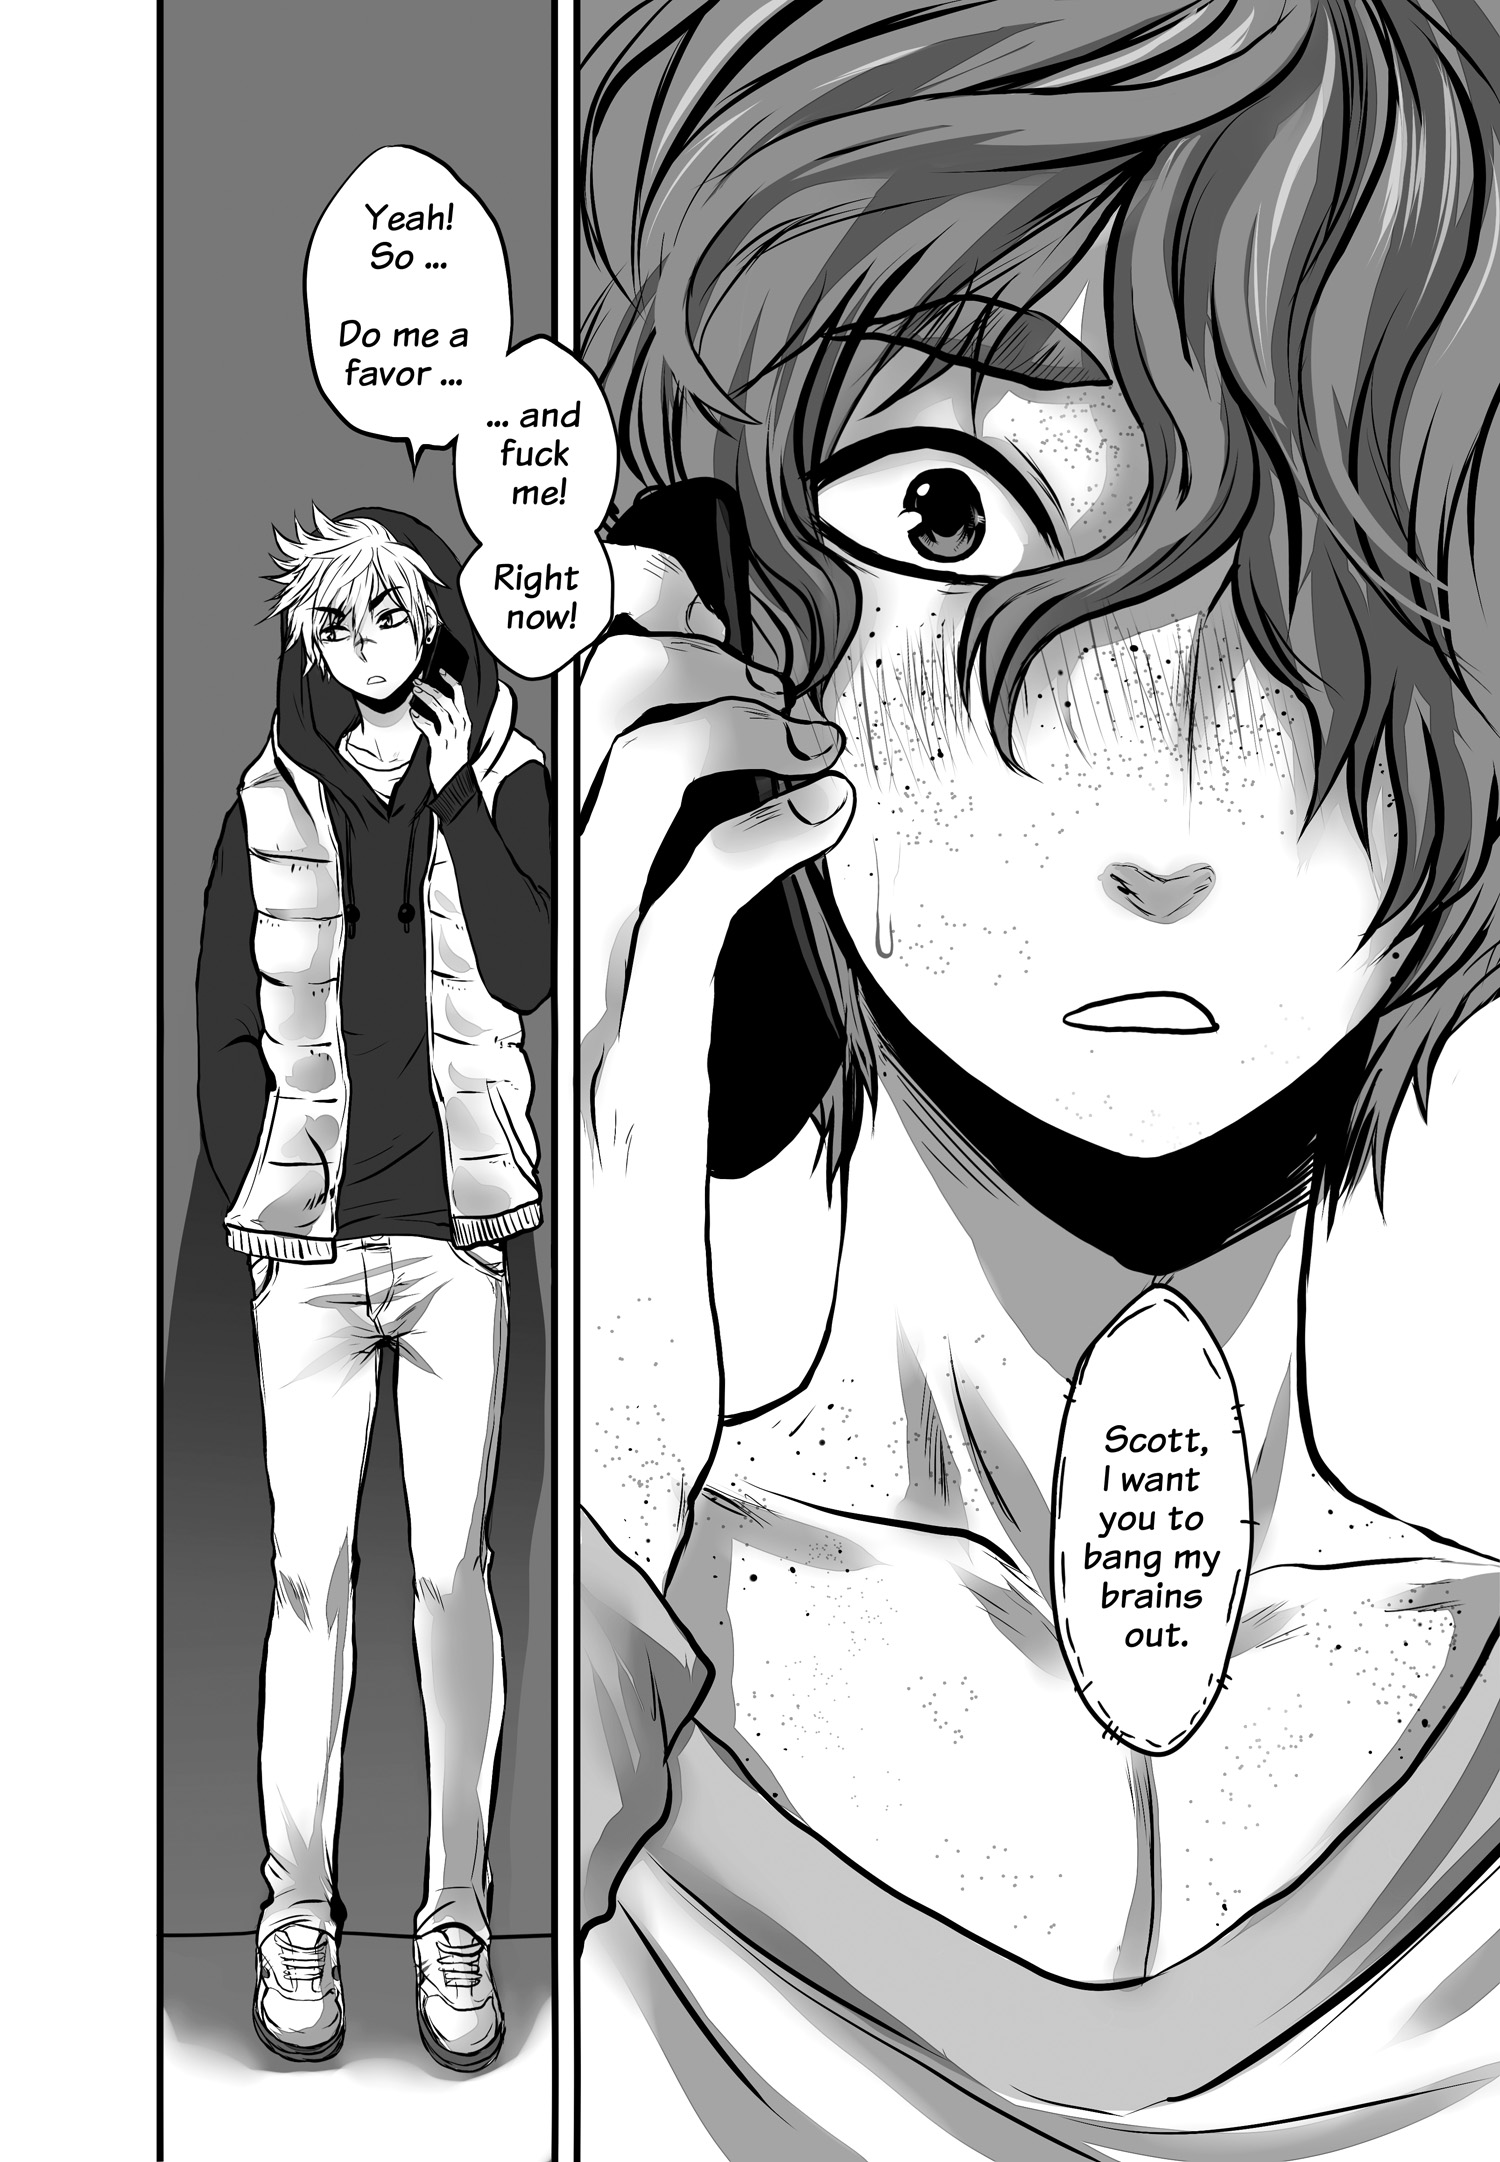 Yeah!
So ...
Do me a
favor ...
... and
fuck
me!
Right
now!
Scott,
I want
you to
bang my
brains
out.